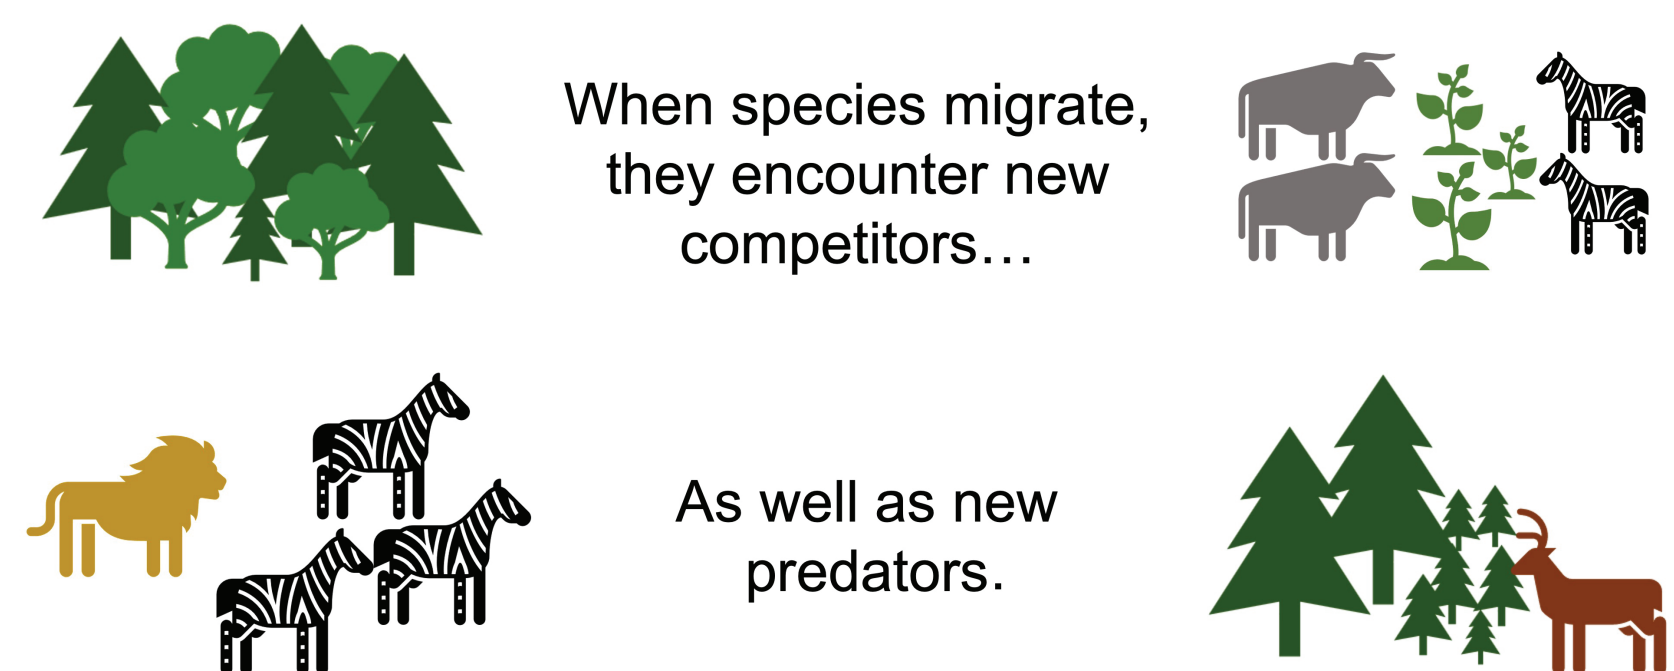 When species migrate,
they encounter new
competitors…
As well as new
predators.